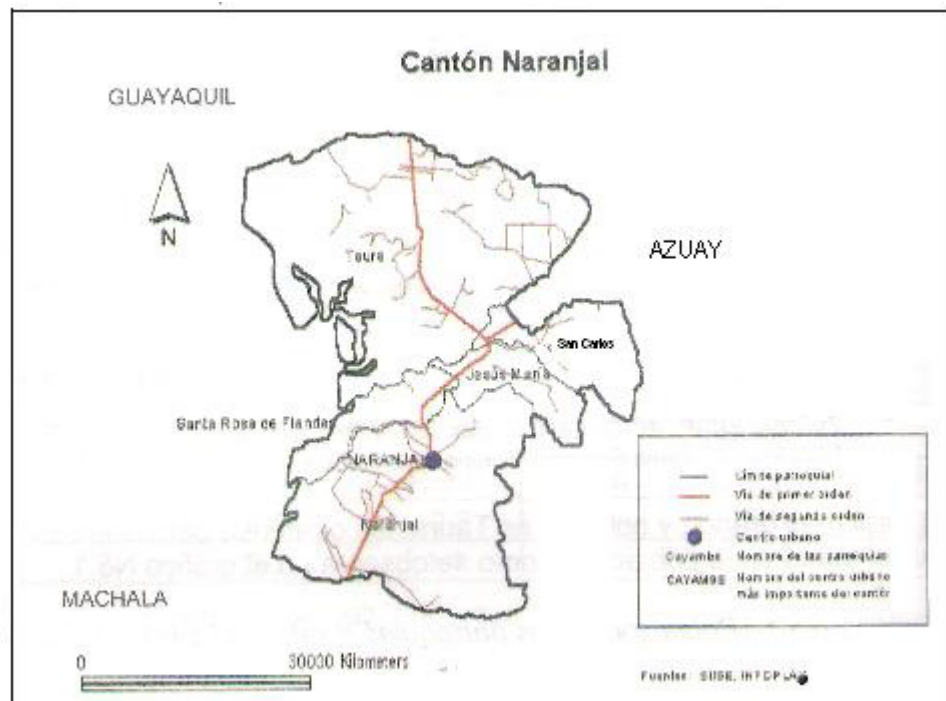 Cantón Naranjal
GUAYAQUIL
N
Taura
AZUAY
San Carlos
Jesús María
Santa Rosa de Flandes
NARANJAL
Naranjal
MACHALA
0 30000 Kilometers
Límite parroquial
Vía de primer orden
Vía de segundo orden
Centro urbano
Cayambe Nombre de las parroquias
CAYAMBE Nombre del centro urbano
más importante del cantón
Fuentes: SIISE, INFOPLAN